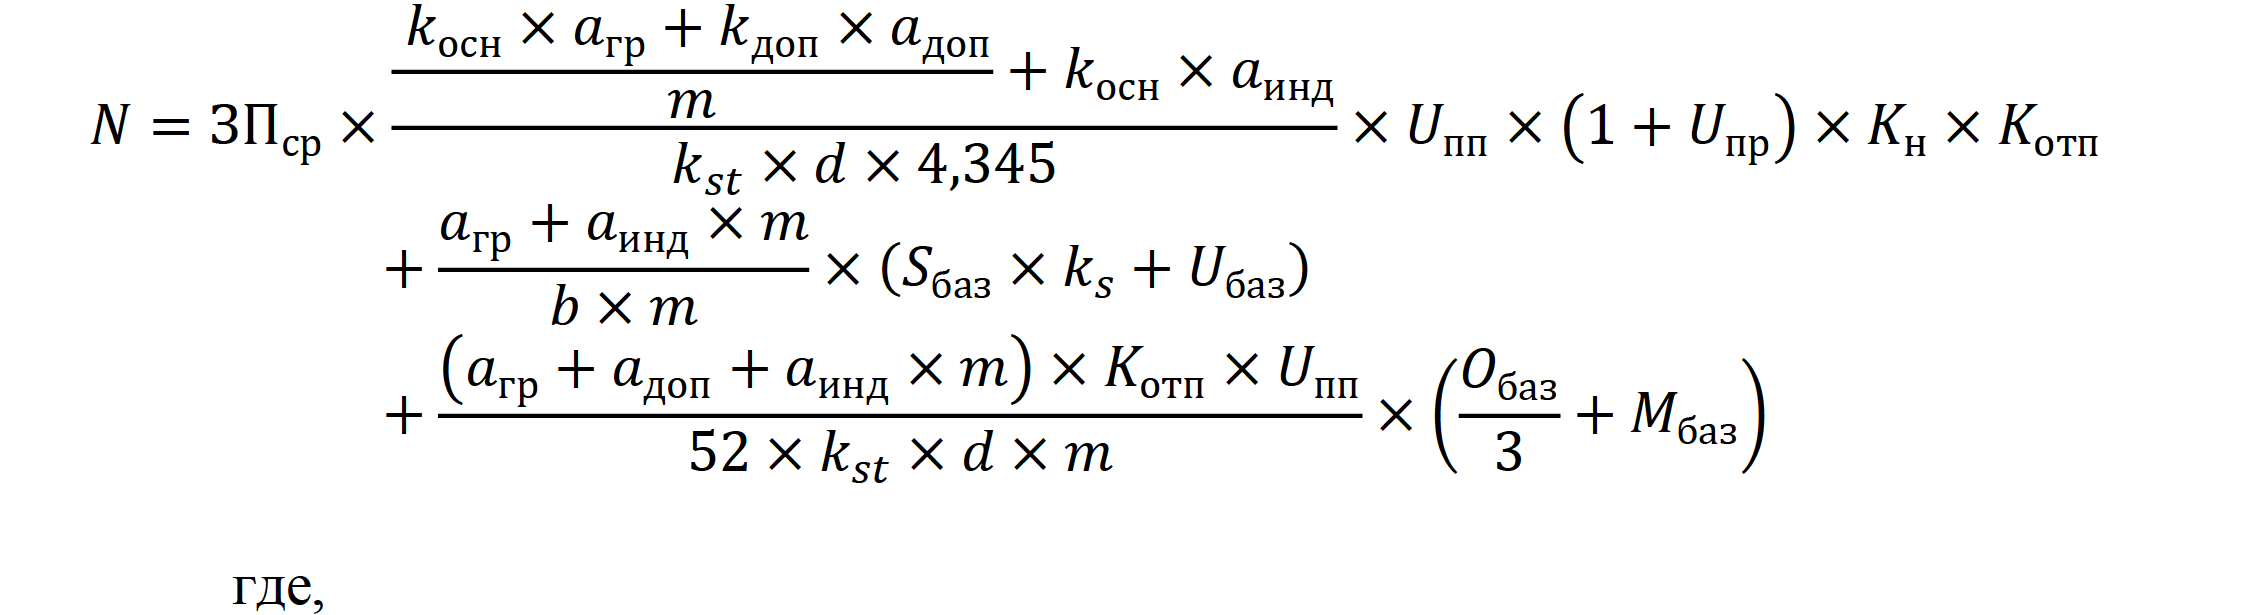 k_осн × a_гр + k_доп × a_доп
m
+ k_осн × a_инд
N = ЗП_ср ×
k_st × d × 4,345
× U_пп × (1 + U_пр) × K_н × K_отп
a_гр + a_инд × m
+
b × m
× (S_баз × k_s + U_баз)
(a_гр + a_доп + a_инд × m) × K_отп × U_пп
+
52 × k_st × d × m
× (O_баз / 3 + M_баз)
где,